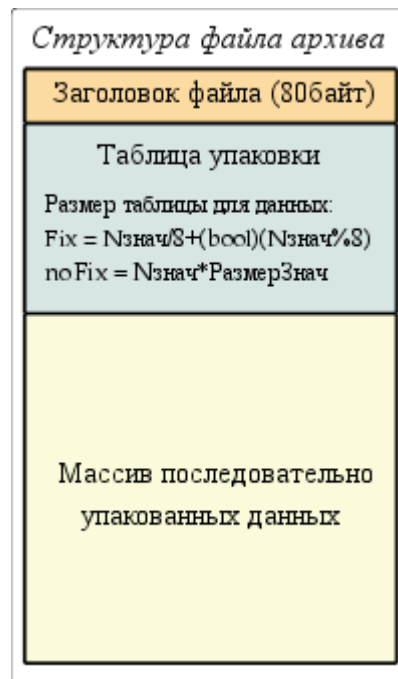 Структура файла архива
Заголовок файла (80байт)
Таблица упаковки
Размер таблицы для данных:
Fix = Nзнач/8+(bool)(Nзнач%8)
noFix = Nзнач*РазмерЗнач
Массив последовательно
упакованных данных